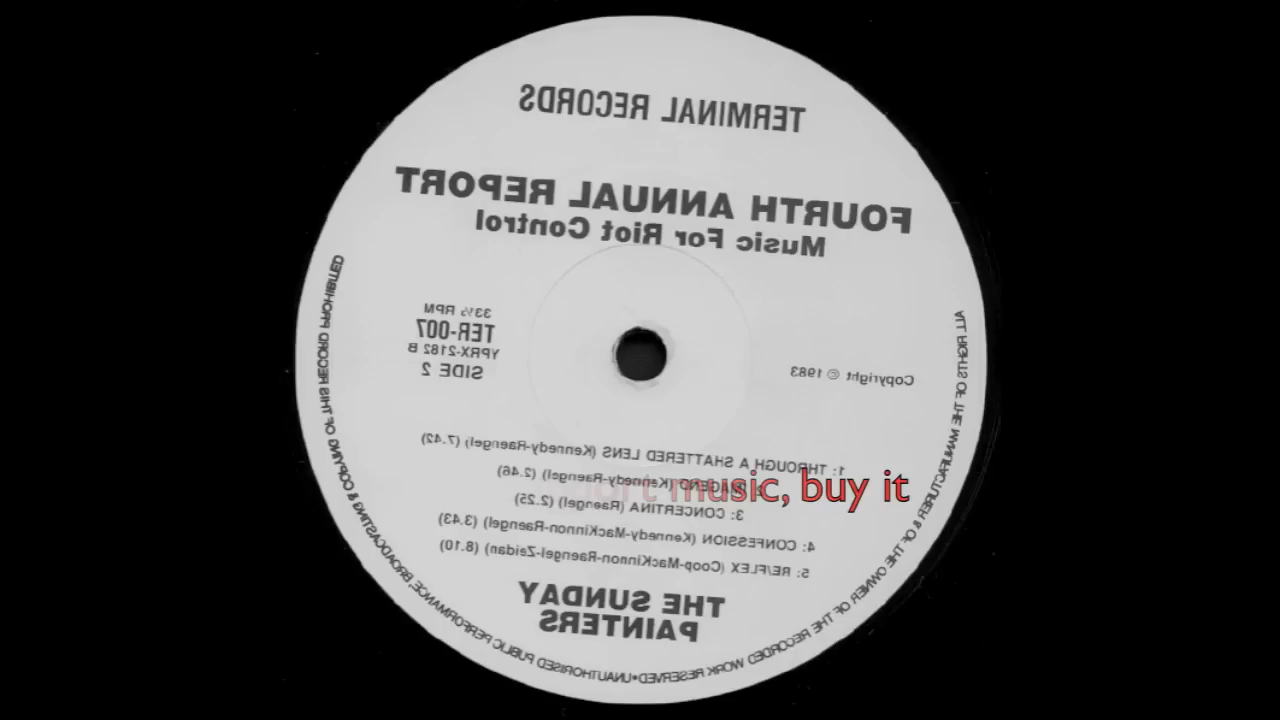 TERMINAL RECORDS
FOURTH ANNUAL REPORT
Music For Riot Control
33⅓ RPM
TER-007
YPRX-2182 B
SIDE 2
Copyright © 1983
1: THROUGH A SHATTERED LENS (Kennedy-Raengel) (7.42)
(Kennedy-Raengel) (2.46)
3: CONCERTINA (Raengel) (2.25)
4: CONFESSION (Kennedy-MacKinnon-Raengel) (3.43)
5: RE/FLEX (Coop-MacKinnon-Raengel-Zeidan) (8.10)
music, buy it
THE SUNDAY
PAINTERS
ALL RIGHTS OF THE MANUFACTURER & OF THE OWNER OF THE RECORDED WORK RESERVED•UNAUTHORISED PUBLIC PERFORMANCE, BROADCASTING & COPYING OF THIS RECORD PROHIBITED